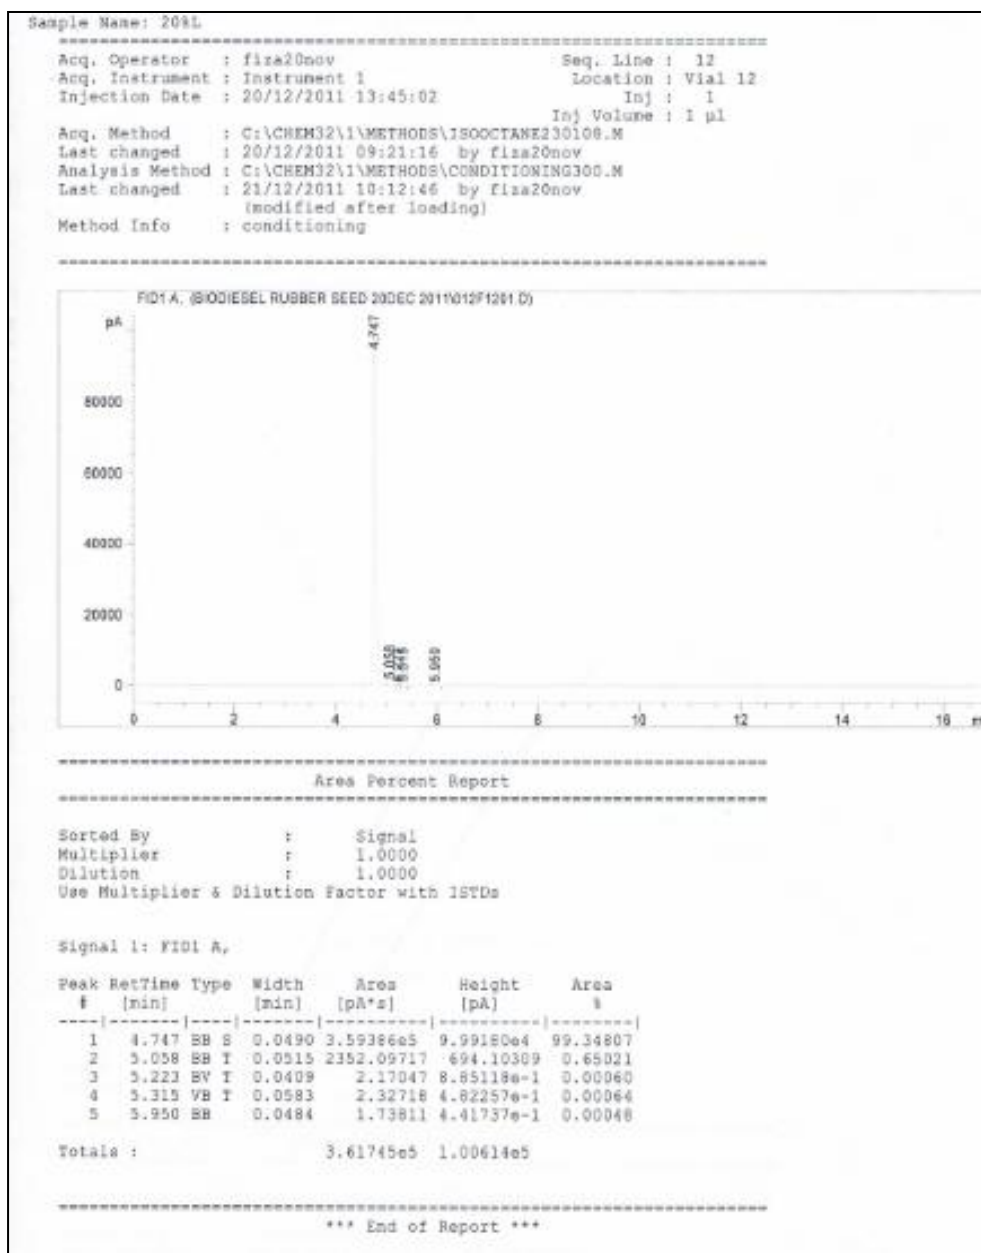 Sample Name: 20%L
=====================================================================
Acq. Operator : fiza20nov Seq. Line : 12
Acq. Instrument : Instrument 1 Location : Vial 12
Injection Date : 20/12/2011 13:45:02 Inj : 1
Inj Volume : 1 µl
Acq. Method : C:\CHEM32\1\METHODS\ISOOCTANE230108.M
Last changed : 20/12/2011 09:21:16 by fiza20nov
Analysis Method : C:\CHEM32\1\METHODS\CONDITIONING300.M
Last changed : 21/12/2011 10:12:46 by fiza20nov
(modified after loading)
Method Info : conditioning
=====================================================================
FID1 A, (BIODIESEL RUBBER SEED 20DEC 2011\012F1201.D)
pA
4.747
80000
60000
40000
20000
5.058
5.950
0
0 2 4 6 8 10 12 14 16
=====================================================================
Area Percent Report
=====================================================================
Sorted By : Signal
Multiplier : 1.0000
Dilution : 1.0000
Use Multiplier & Dilution Factor with ISTDs
Signal 1: FID1 A,
Peak RetTime Type Width Area Height Area
# [min] [min] [pA*s] [pA] %
----|-------|----|-------|----------|----------|--------|
1 4.747 BB S 0.0490 3.59386e5 9.99180e4 99.34807
2 5.058 BB T 0.0515 2352.09717 694.10309 0.65021
3 5.223 BV T 0.0409 2.17047 8.85118e-1 0.00060
4 5.315 VB T 0.0583 2.32718 4.82257e-1 0.00064
5 5.950 BB 0.0484 1.73811 4.41737e-1 0.00048
Totals : 3.61745e5 1.00614e5
=====================================================================
*** End of Report ***